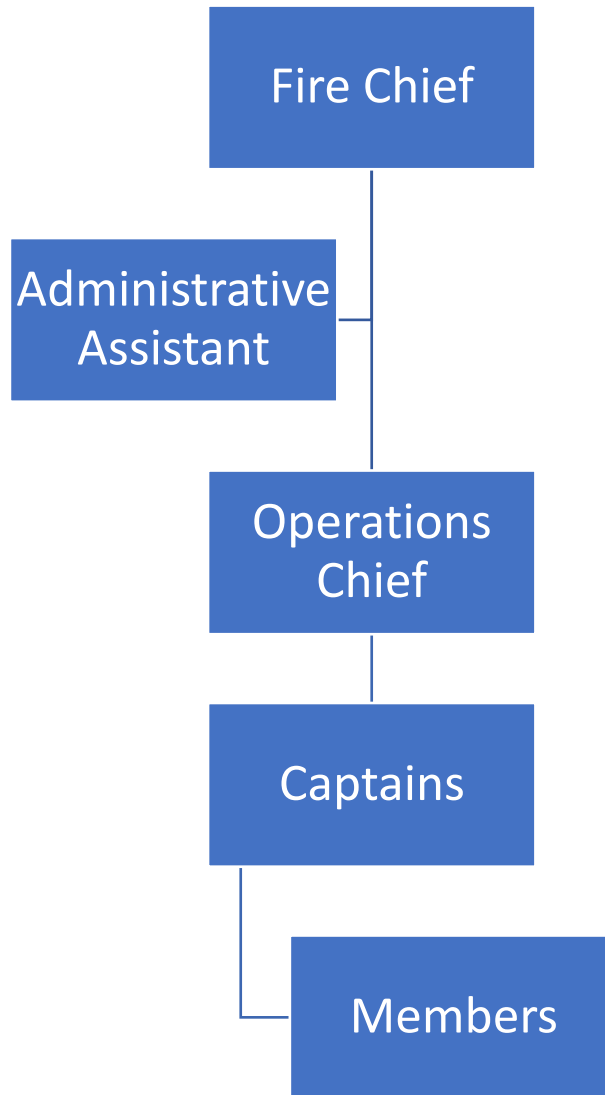 Fire Chief
Administrative
Assistant
Operations
Chief
Captains
Members